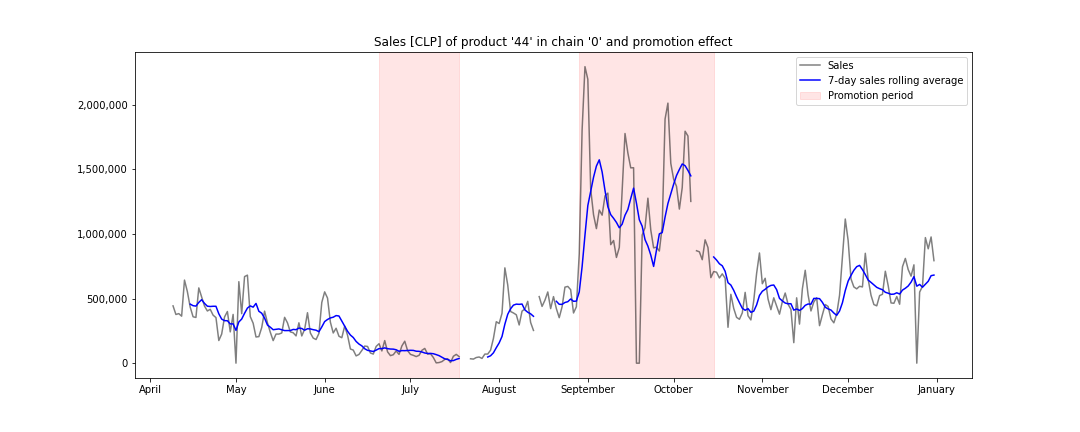 Sales [CLP] of product '44' in chain '0' and promotion effect
Sales
7-day sales rolling average
Promotion period
2,000,000
1,500,000
1,000,000
500,000
0
April May June July August September October November December January